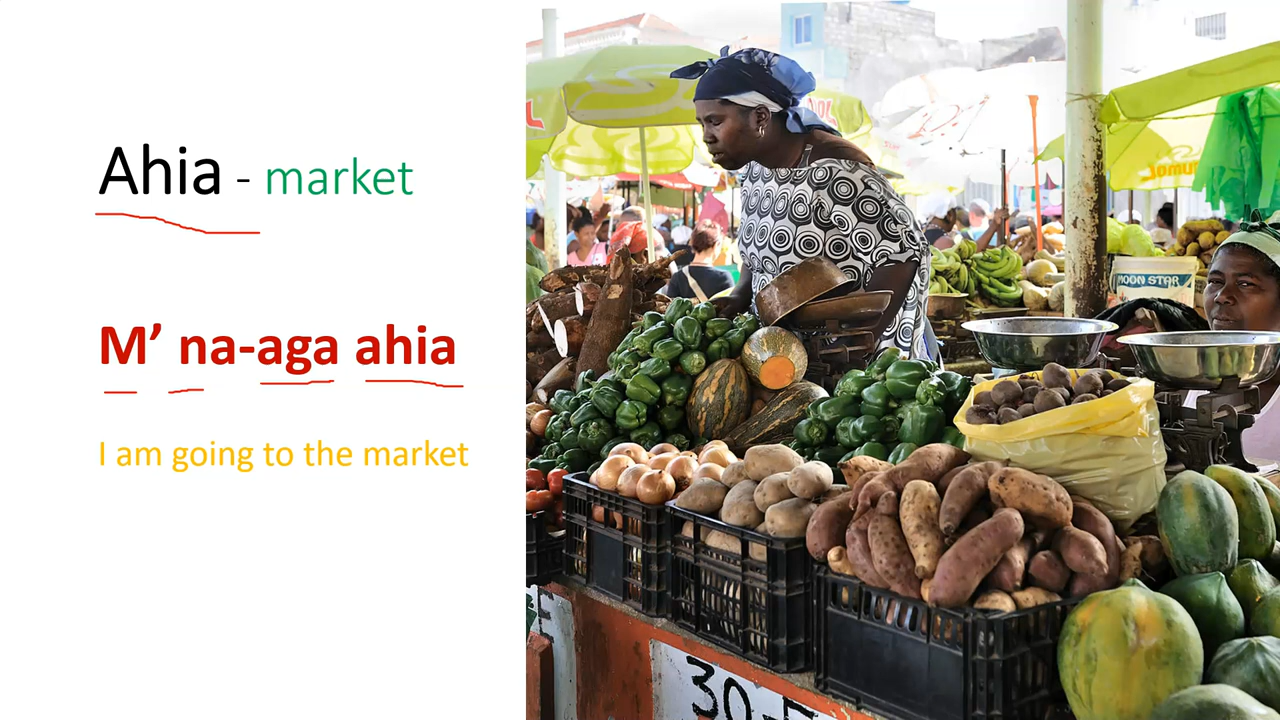 Ahia - market
M’ na-aga ahia
I am going to the market
MOON STAR
30-